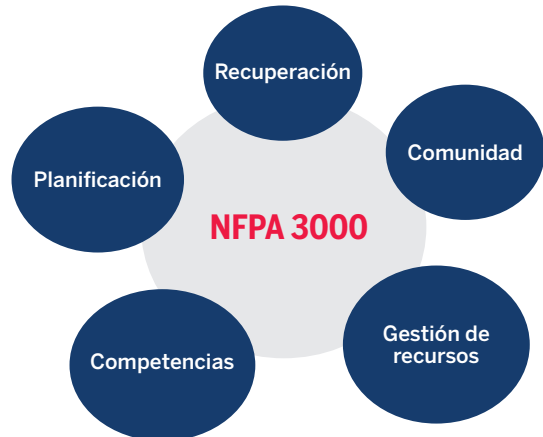 Recuperación
Comunidad
Planificación
NFPA 3000
Gestión de
recursos
Competencias